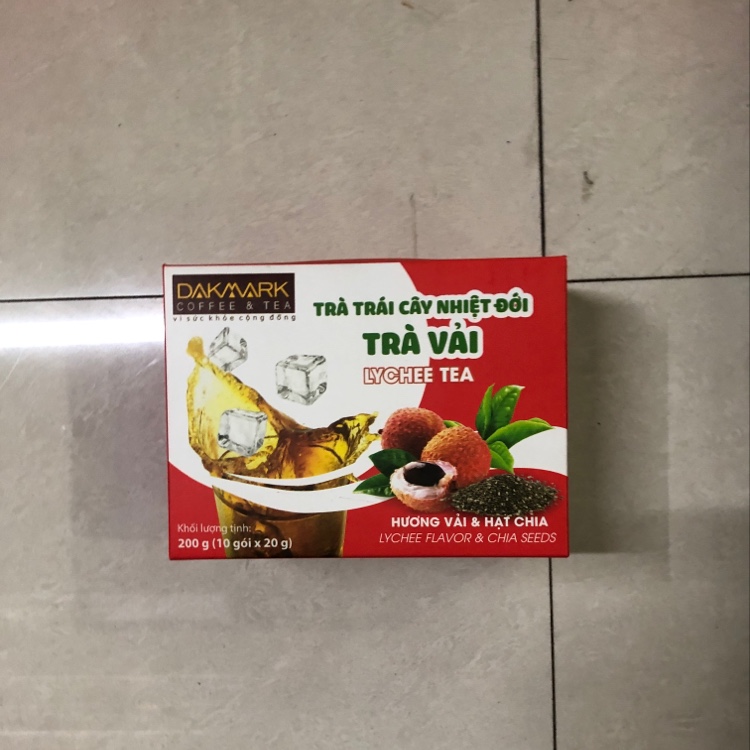 DAKMARK
COFFEE & TEA
vì sức khỏe cộng đồng
TRÀ TRÁI CÂY NHIỆT ĐỚI
TRÀ VẢI
LYCHEE TEA
HƯƠNG VẢI & HẠT CHIA
LYCHEE FLAVOR & CHIA SEEDS
Khối lượng tịnh:
200 g (10 gói x 20 g)